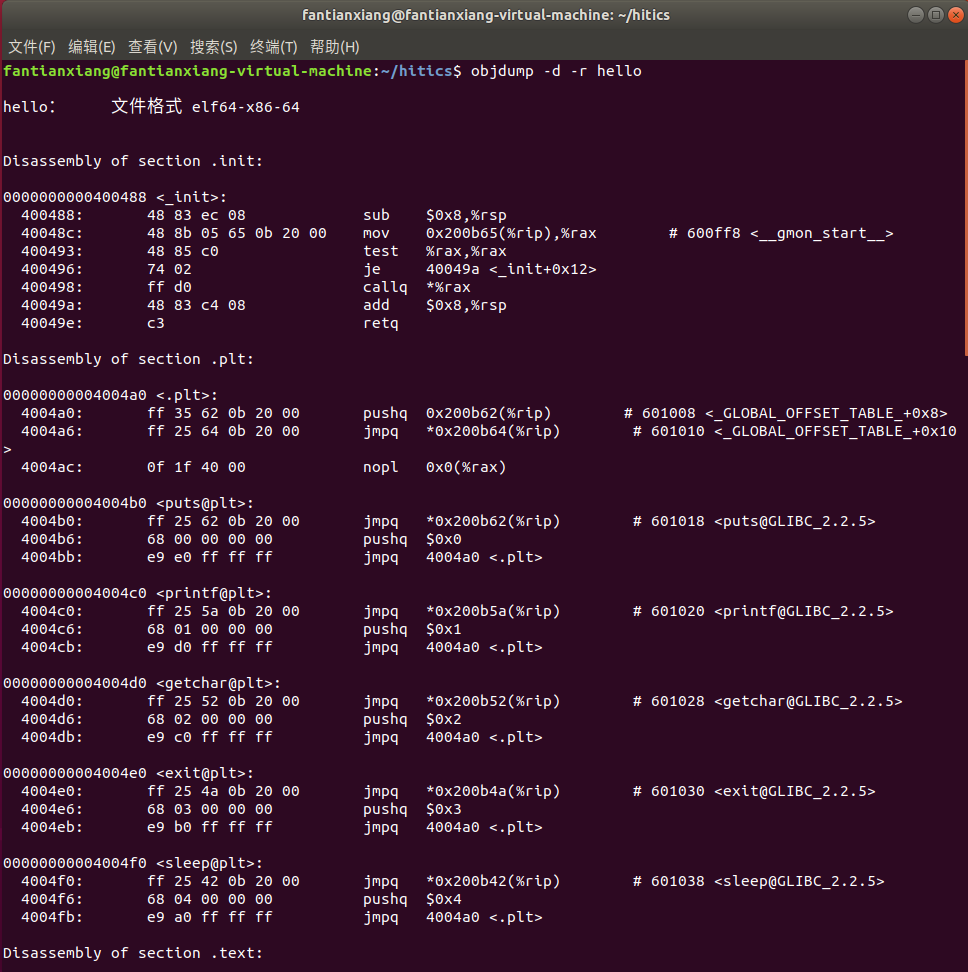 fantianxiang@fantianxiang-virtual-machine: ~/hitics
文件(F) 编辑(E) 查看(V) 搜索(S) 终端(T) 帮助(H)
fantianxiang@fantianxiang-virtual-machine:~/hitics$ objdump -d -r hello
hello：     文件格式 elf64-x86-64
Disassembly of section .init:
0000000000400488 <_init>:
  400488:	48 83 ec 08          	sub    $0x8,%rsp
  40048c:	48 8b 05 65 0b 20 00 	mov    0x200b65(%rip),%rax        # 600ff8 <__gmon_start__>
  400493:	48 85 c0             	test   %rax,%rax
  400496:	74 02                	je     40049a <_init+0x12>
  400498:	ff d0                	callq  *%rax
  40049a:	48 83 c4 08          	add    $0x8,%rsp
  40049e:	c3                   	retq
Disassembly of section .plt:
00000000004004a0 <.plt>:
  4004a0:	ff 35 62 0b 20 00    	pushq  0x200b62(%rip)        # 601008 <_GLOBAL_OFFSET_TABLE_+0x8>
  4004a6:	ff 25 64 0b 20 00    	jmpq   *0x200b64(%rip)        # 601010 <_GLOBAL_OFFSET_TABLE_+0x10
>
  4004ac:	0f 1f 40 00          	nopl   0x0(%rax)
00000000004004b0 <puts@plt>:
  4004b0:	ff 25 62 0b 20 00    	jmpq   *0x200b62(%rip)        # 601018 <puts@GLIBC_2.2.5>
  4004b6:	68 00 00 00 00       	pushq  $0x0
  4004bb:	e9 e0 ff ff ff       	jmpq   4004a0 <.plt>
00000000004004c0 <printf@plt>:
  4004c0:	ff 25 5a 0b 20 00    	jmpq   *0x200b5a(%rip)        # 601020 <printf@GLIBC_2.2.5>
  4004c6:	68 01 00 00 00       	pushq  $0x1
  4004cb:	e9 d0 ff ff ff       	jmpq   4004a0 <.plt>
00000000004004d0 <getchar@plt>:
  4004d0:	ff 25 52 0b 20 00    	jmpq   *0x200b52(%rip)        # 601028 <getchar@GLIBC_2.2.5>
  4004d6:	68 02 00 00 00       	pushq  $0x2
  4004db:	e9 c0 ff ff ff       	jmpq   4004a0 <.plt>
00000000004004e0 <exit@plt>:
  4004e0:	ff 25 4a 0b 20 00    	jmpq   *0x200b4a(%rip)        # 601030 <exit@GLIBC_2.2.5>
  4004e6:	68 03 00 00 00       	pushq  $0x3
  4004eb:	e9 b0 ff ff ff       	jmpq   4004a0 <.plt>
00000000004004f0 <sleep@plt>:
  4004f0:	ff 25 42 0b 20 00    	jmpq   *0x200b42(%rip)        # 601038 <sleep@GLIBC_2.2.5>
  4004f6:	68 04 00 00 00       	pushq  $0x4
  4004fb:	e9 a0 ff ff ff       	jmpq   4004a0 <.plt>
Disassembly of section .text: